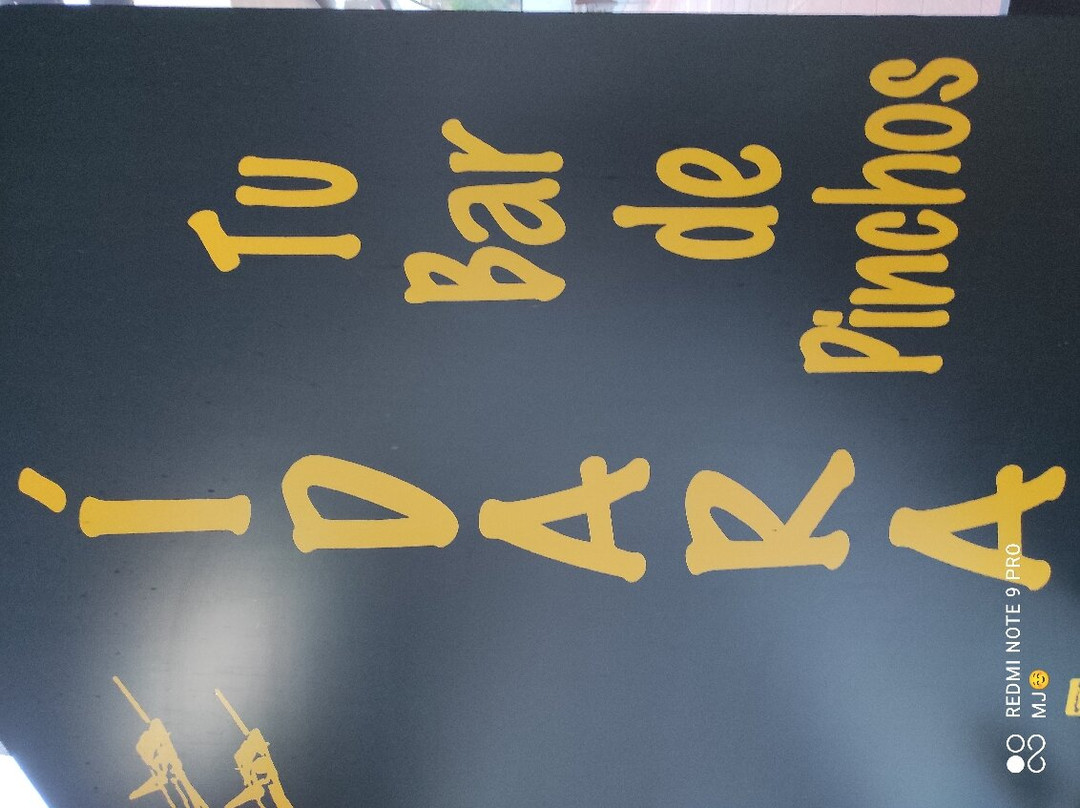 ÍDARA
Tu
Bar
de
Pinchos
REDMI NOTE 9 PRO
MJ😊